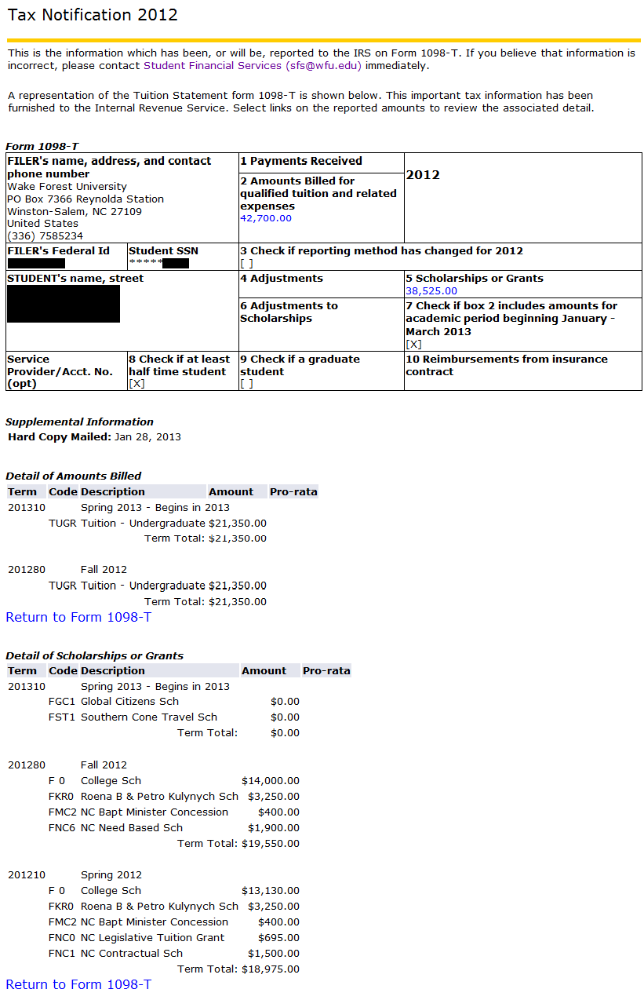 Tax Notification 2012
This is the information which has been, or will be, reported to the IRS on Form 1098-T. If you believe that information is
incorrect, please contact Student Financial Services (sfs@wfu.edu) immediately.
A representation of the Tuition Statement form 1098-T is shown below. This important tax information has been
furnished to the Internal Revenue Service. Select links on the reported amounts to review the associated detail.
Form 1098-T
FILER's name, address, and contact
phone number
Wake Forest University
PO Box 7366 Reynolda Station
Winston-Salem, NC 27109
United States
(336) 7585234
1 Payments Received
2 Amounts Billed for
qualified tuition and related
expenses
42,700.00
2012
FILER's Federal Id
Student SSN
*****
3 Check if reporting method has changed for 2012
[ ]
STUDENT's name, street
4 Adjustments
5 Scholarships or Grants
38,525.00
6 Adjustments to
Scholarships
7 Check if box 2 includes amounts for
academic period beginning January -
March 2013
[X]
Service
Provider/Acct. No.
(opt)
8 Check if at least
half time student
[X]
9 Check if a graduate
student
[ ]
10 Reimbursements from insurance
contract
Supplemental Information
Hard Copy Mailed: Jan 28, 2013
Detail of Amounts Billed
Term Code Description Amount Pro-rata
201310 Spring 2013 - Begins in 2013
TUGR Tuition - Undergraduate $21,350.00
Term Total: $21,350.00
201280 Fall 2012
TUGR Tuition - Undergraduate $21,350.00
Term Total: $21,350.00
Return to Form 1098-T
Detail of Scholarships or Grants
Term Code Description Amount Pro-rata
201310 Spring 2013 - Begins in 2013
FGC1 Global Citizens Sch $0.00
FST1 Southern Cone Travel Sch $0.00
Term Total: $0.00
201280 Fall 2012
F 0 College Sch $14,000.00
FKR0 Roena B & Petro Kulynych Sch $3,250.00
FMC2 NC Bapt Minister Concession $400.00
FNC6 NC Need Based Sch $1,900.00
Term Total: $19,550.00
201210 Spring 2012
F 0 College Sch $13,130.00
FKR0 Roena B & Petro Kulynych Sch $3,250.00
FMC2 NC Bapt Minister Concession $400.00
FNC0 NC Legislative Tuition Grant $695.00
FNC1 NC Contractual Sch $1,500.00
Term Total: $18,975.00
Return to Form 1098-T